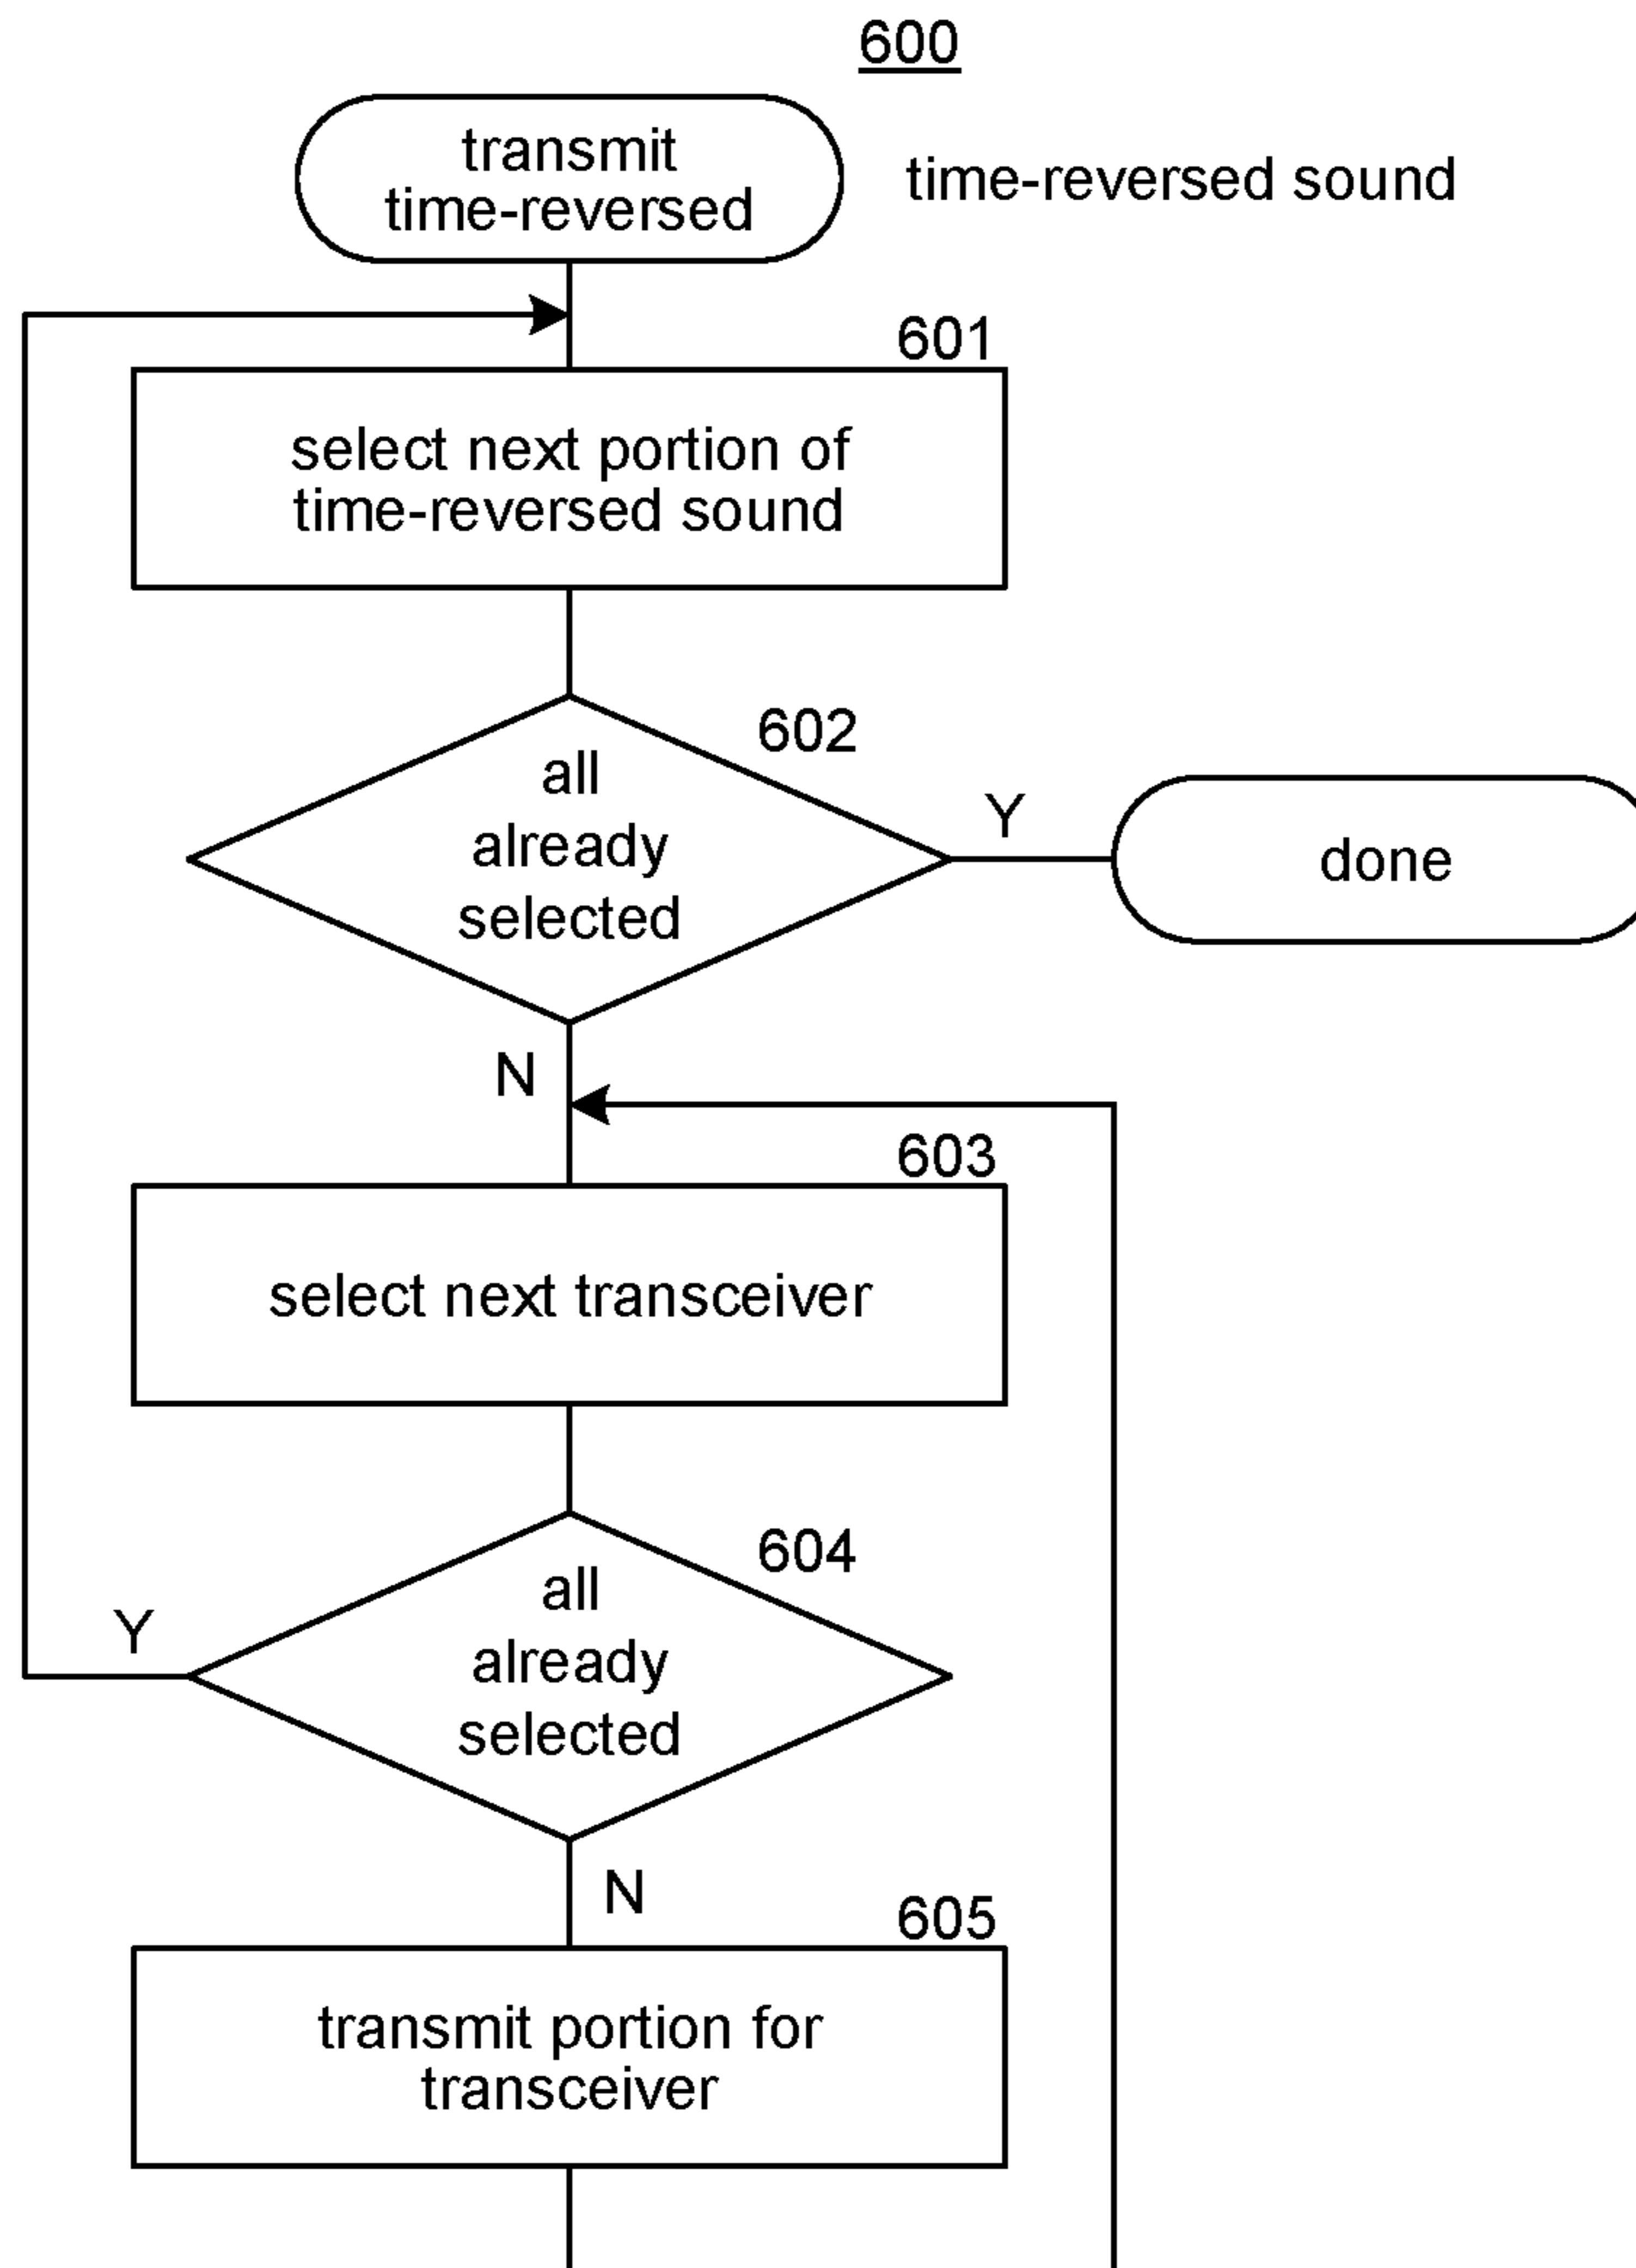 600
transmit
time-reversed
time-reversed sound
601
select next portion of
time-reversed sound
602
all
already
selected
Y
done
N
603
select next transceiver
604
all
already
selected
Y
N
605
transmit portion for
transceiver